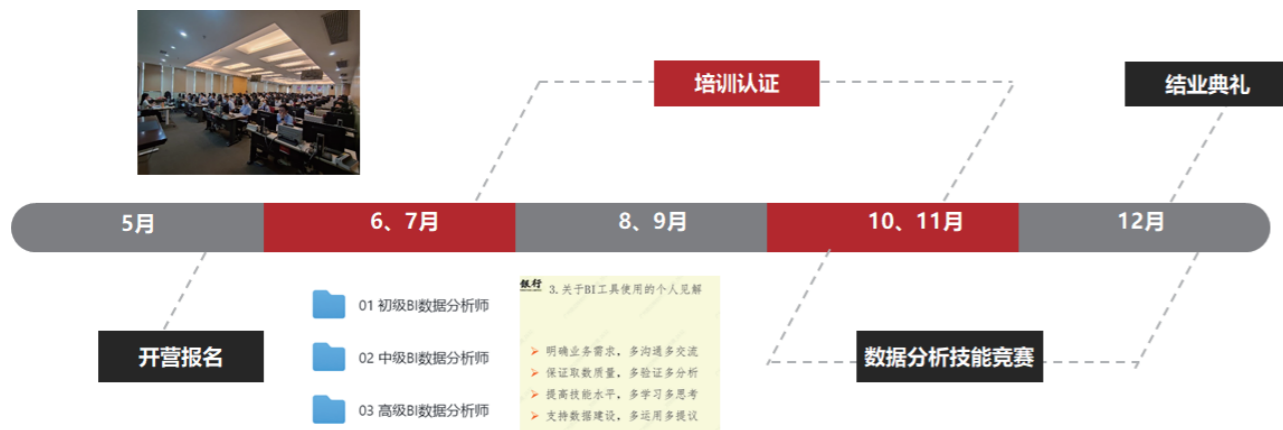 培训认证
结业典礼
5月
6、7月
8、9月
10、11月
12月
开营报名
01 初级BI数据分析师
02 中级BI数据分析师
03 高级BI数据分析师
银行
3.关于BI工具使用的个人见解
➢ 明确业务需求，多沟通多交流
➢ 保证取数质量，多验证多分析
➢ 提高技能水平，多学习多思考
➢ 支持数据建设，多运用多提议
数据分析技能竞赛